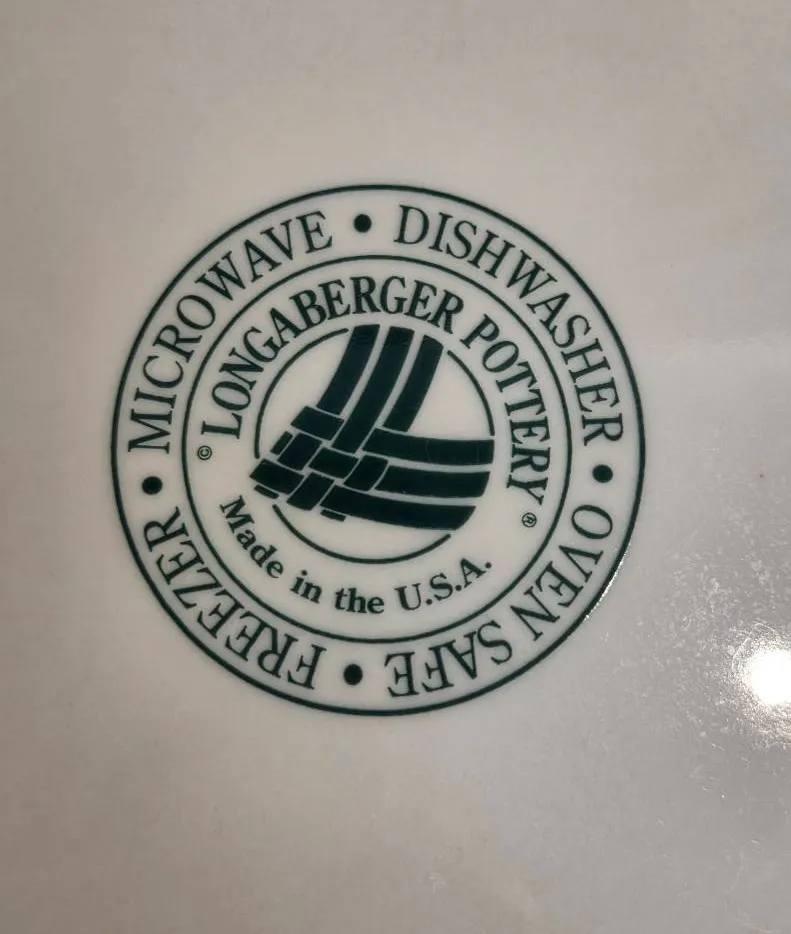 MICROWAVE • DISHWASHER • OVEN SAFE • FREEZER •
© LONGABERGER POTTERY ®
Made in the U.S.A.